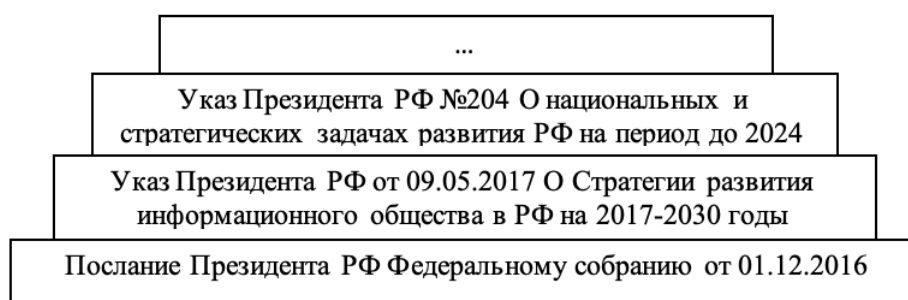 ...
Указ Президента РФ №204 О национальных и
стратегических задачах развития РФ на период до 2024
Указ Президента РФ от 09.05.2017 О Стратегии развития
информационного общества в РФ на 2017-2030 годы
Послание Президента РФ Федеральному собранию от 01.12.2016